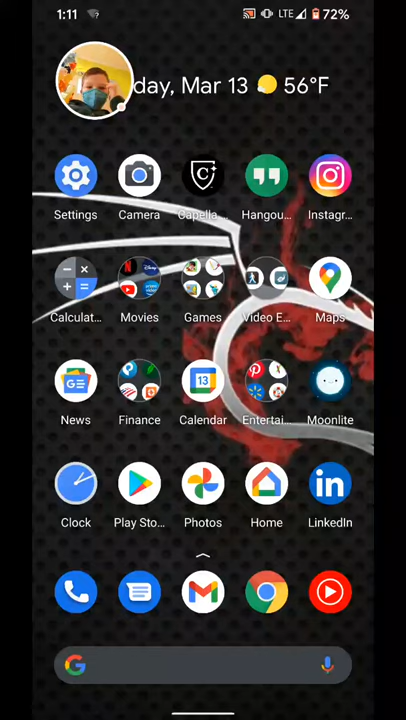 1:11 LTE 72%
day, Mar 13 56°F
Settings Camera Capella... Hangou... Instagr...
Calculat... Movies Games Video E... Maps
News Finance Calendar Entertai... Moonlite
Clock Play Sto... Photos Home LinkedIn